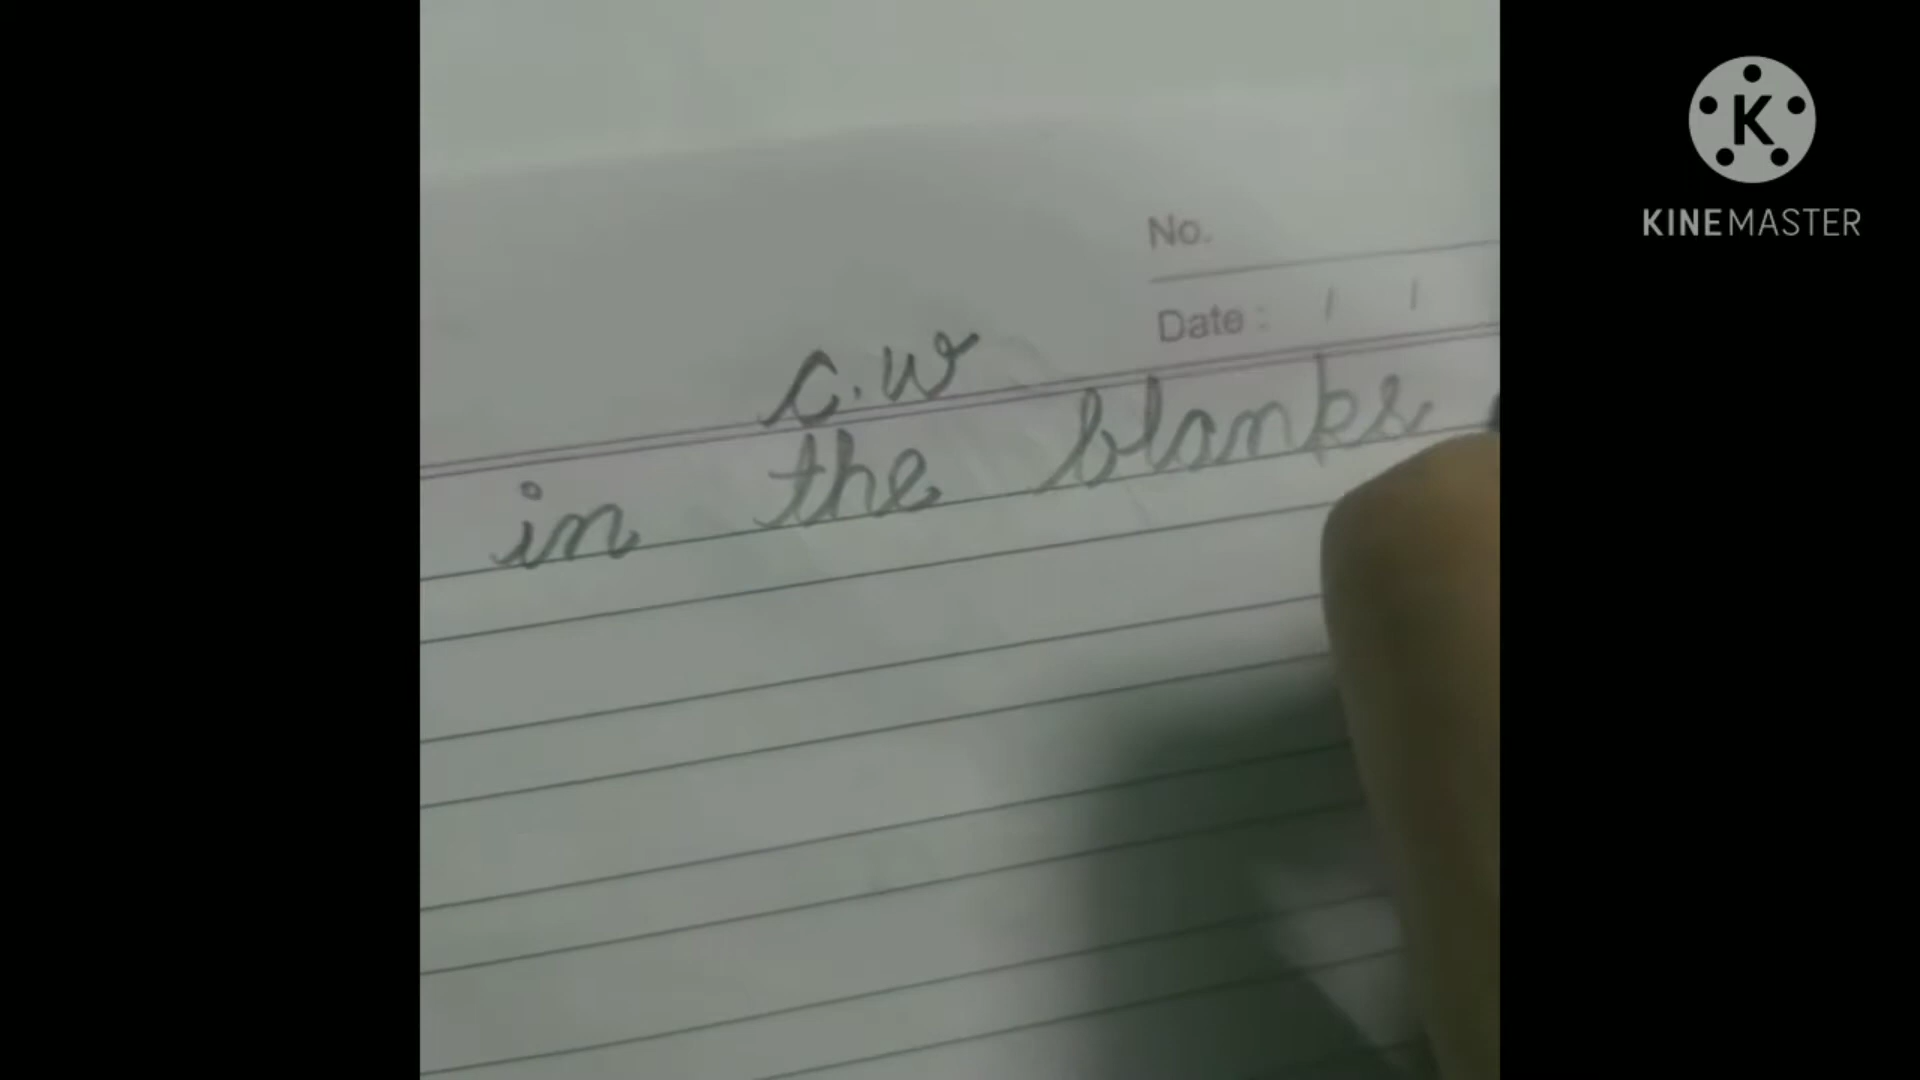 No.
Date : / /
C.W
in the blanks
K
KINEMASTER